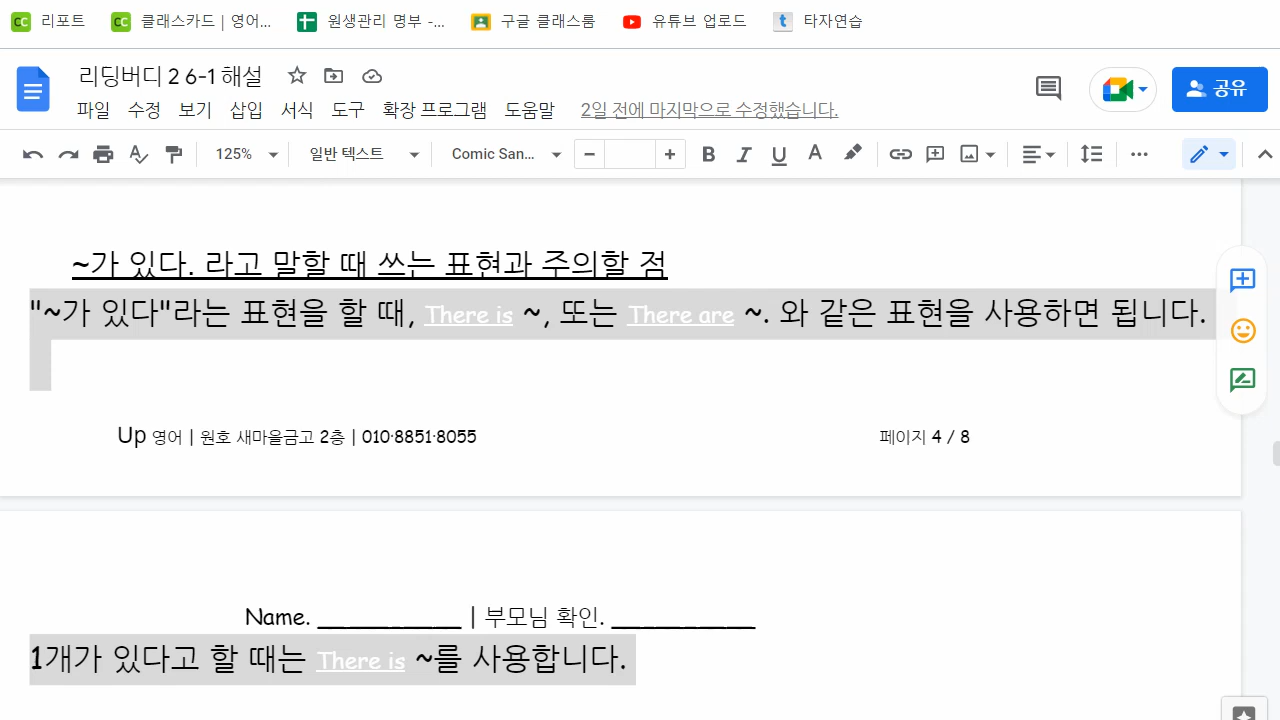 리포트 클래스카드 | 영어... 원생관리 명부 -... 구글 클래스룸 유튜브 업로드 타자연습
리딩버디 2 6-1 해설
파일 수정 보기 삽입 서식 도구 확장 프로그램 도움말 2일 전에 마지막으로 수정했습니다.
공유
125% 일반 텍스트 Comic San... − + B I U A
~가 있다. 라고 말할 때 쓰는 표현과 주의할 점
"~가 있다"라는 표현을 할 때, There is ~, 또는 There are ~. 와 같은 표현을 사용하면 됩니다.
Up 영어 | 원호 새마을금고 2층 | 010·8851·8055 페이지 4 / 8
Name. ____________ | 부모님 확인. ____________
1개가 있다고 할 때는 There is ~를 사용합니다.